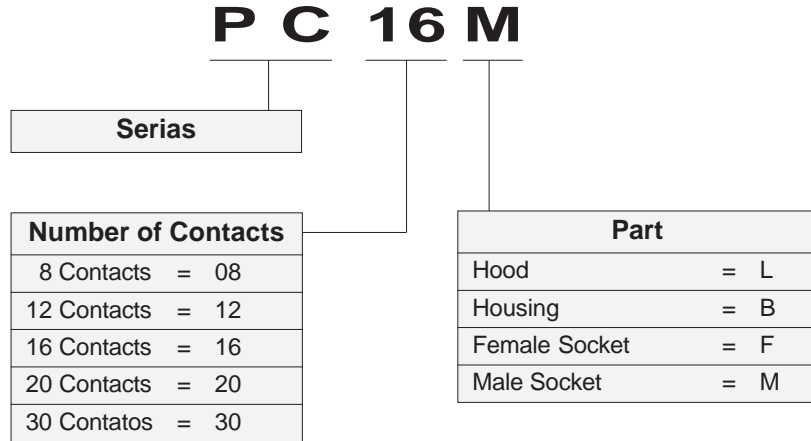 P C 16 M
Serias
Number of Contacts
8 Contacts = 08
12 Contacts = 12
16 Contacts = 16
20 Contacts = 20
30 Contatos = 30
Part
Hood = L
Housing = B
Female Socket = F
Male Socket = M